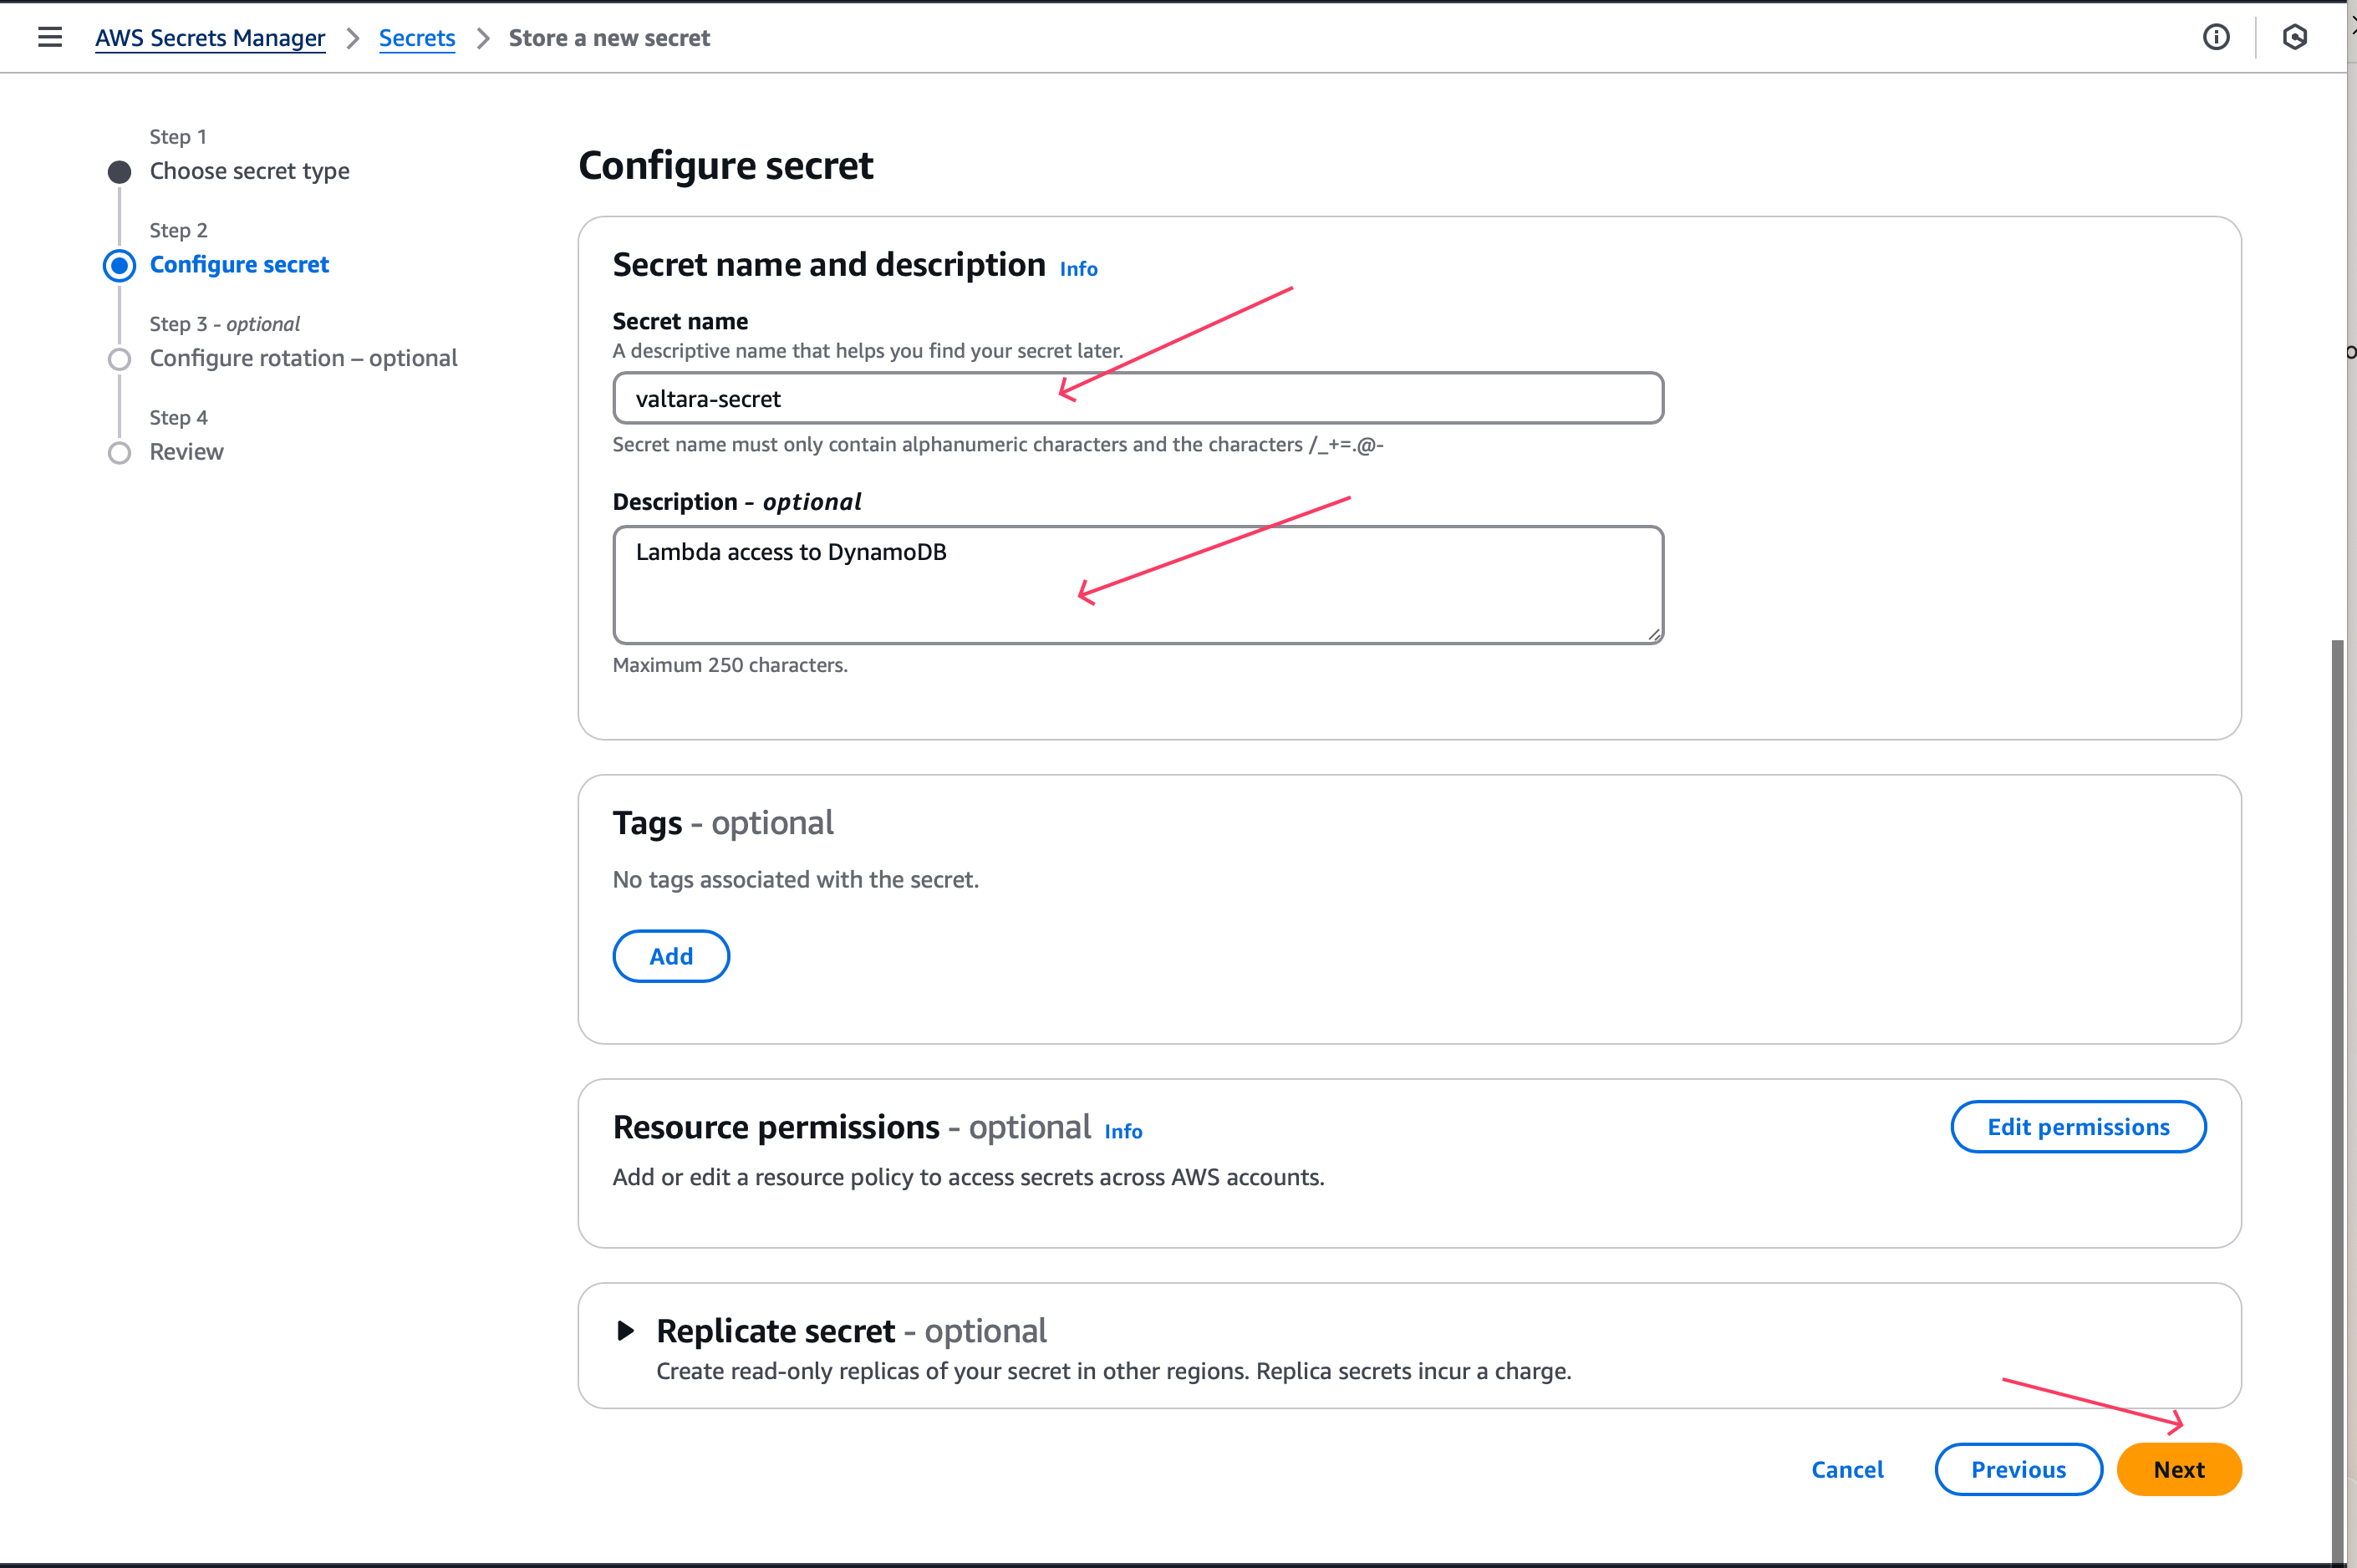 AWS Secrets Manager > Secrets > Store a new secret
Step 1
Choose secret type
Step 2
Configure secret
Step 3 - optional
Configure rotation – optional
Step 4
Review
Configure secret
Secret name and description Info
Secret name
A descriptive name that helps you find your secret later.
valtara-secret
Secret name must only contain alphanumeric characters and the characters /_+=.@-
Description - optional
Lambda access to DynamoDB
Maximum 250 characters.
Tags - optional
No tags associated with the secret.
Add
Resource permissions - optional Info
Edit permissions
Add or edit a resource policy to access secrets across AWS accounts.
Replicate secret - optional
Create read-only replicas of your secret in other regions. Replica secrets incur a charge.
Cancel
Previous
Next